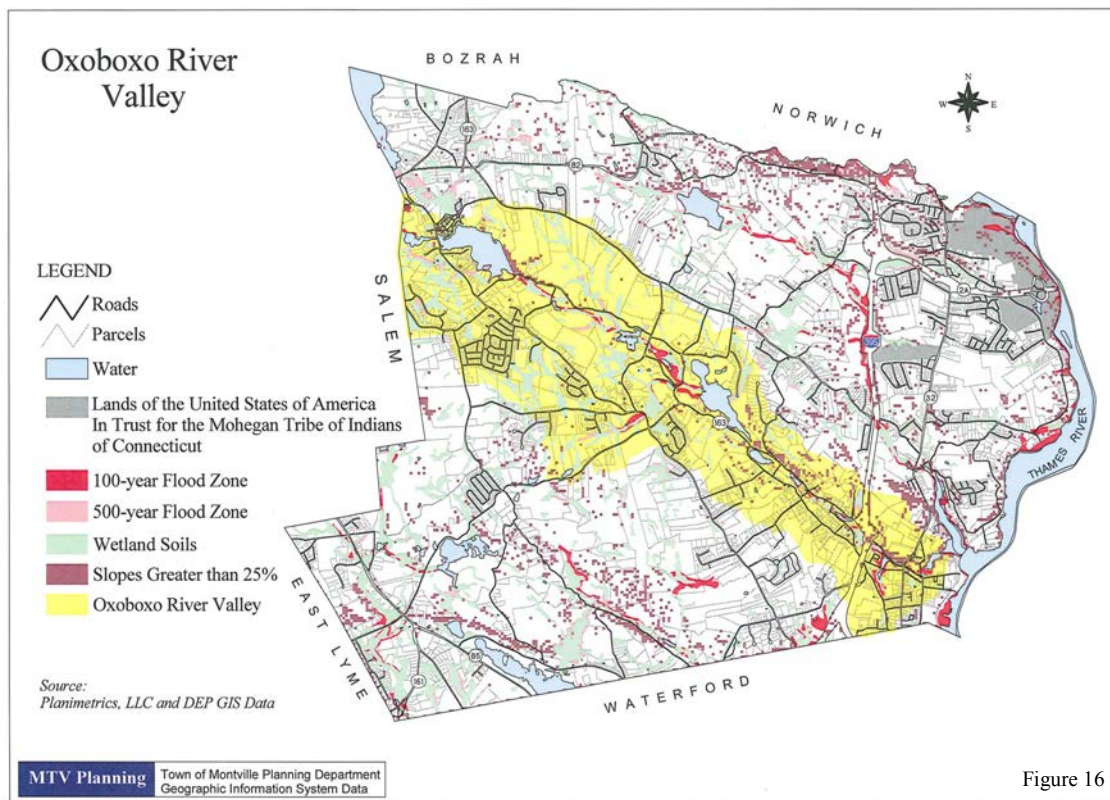 Oxoboxo River
Valley
BOZRAH
NORWICH
N
W E
S
163
82
2A
395
32
163
SALEM
THAMES RIVER
LEGEND
Roads
Parcels
Water
Lands of the United States of America
In Trust for the Mohegan Tribe of Indians
of Connecticut
100-year Flood Zone
500-year Flood Zone
Wetland Soils
Slopes Greater than 25%
Oxoboxo River Valley
EAST LYME
85
161
WATERFORD
Source:
Planimetrics, LLC and DEP GIS Data
MTV Planning
Town of Montville Planning Department
Geographic Information System Data
Figure 16